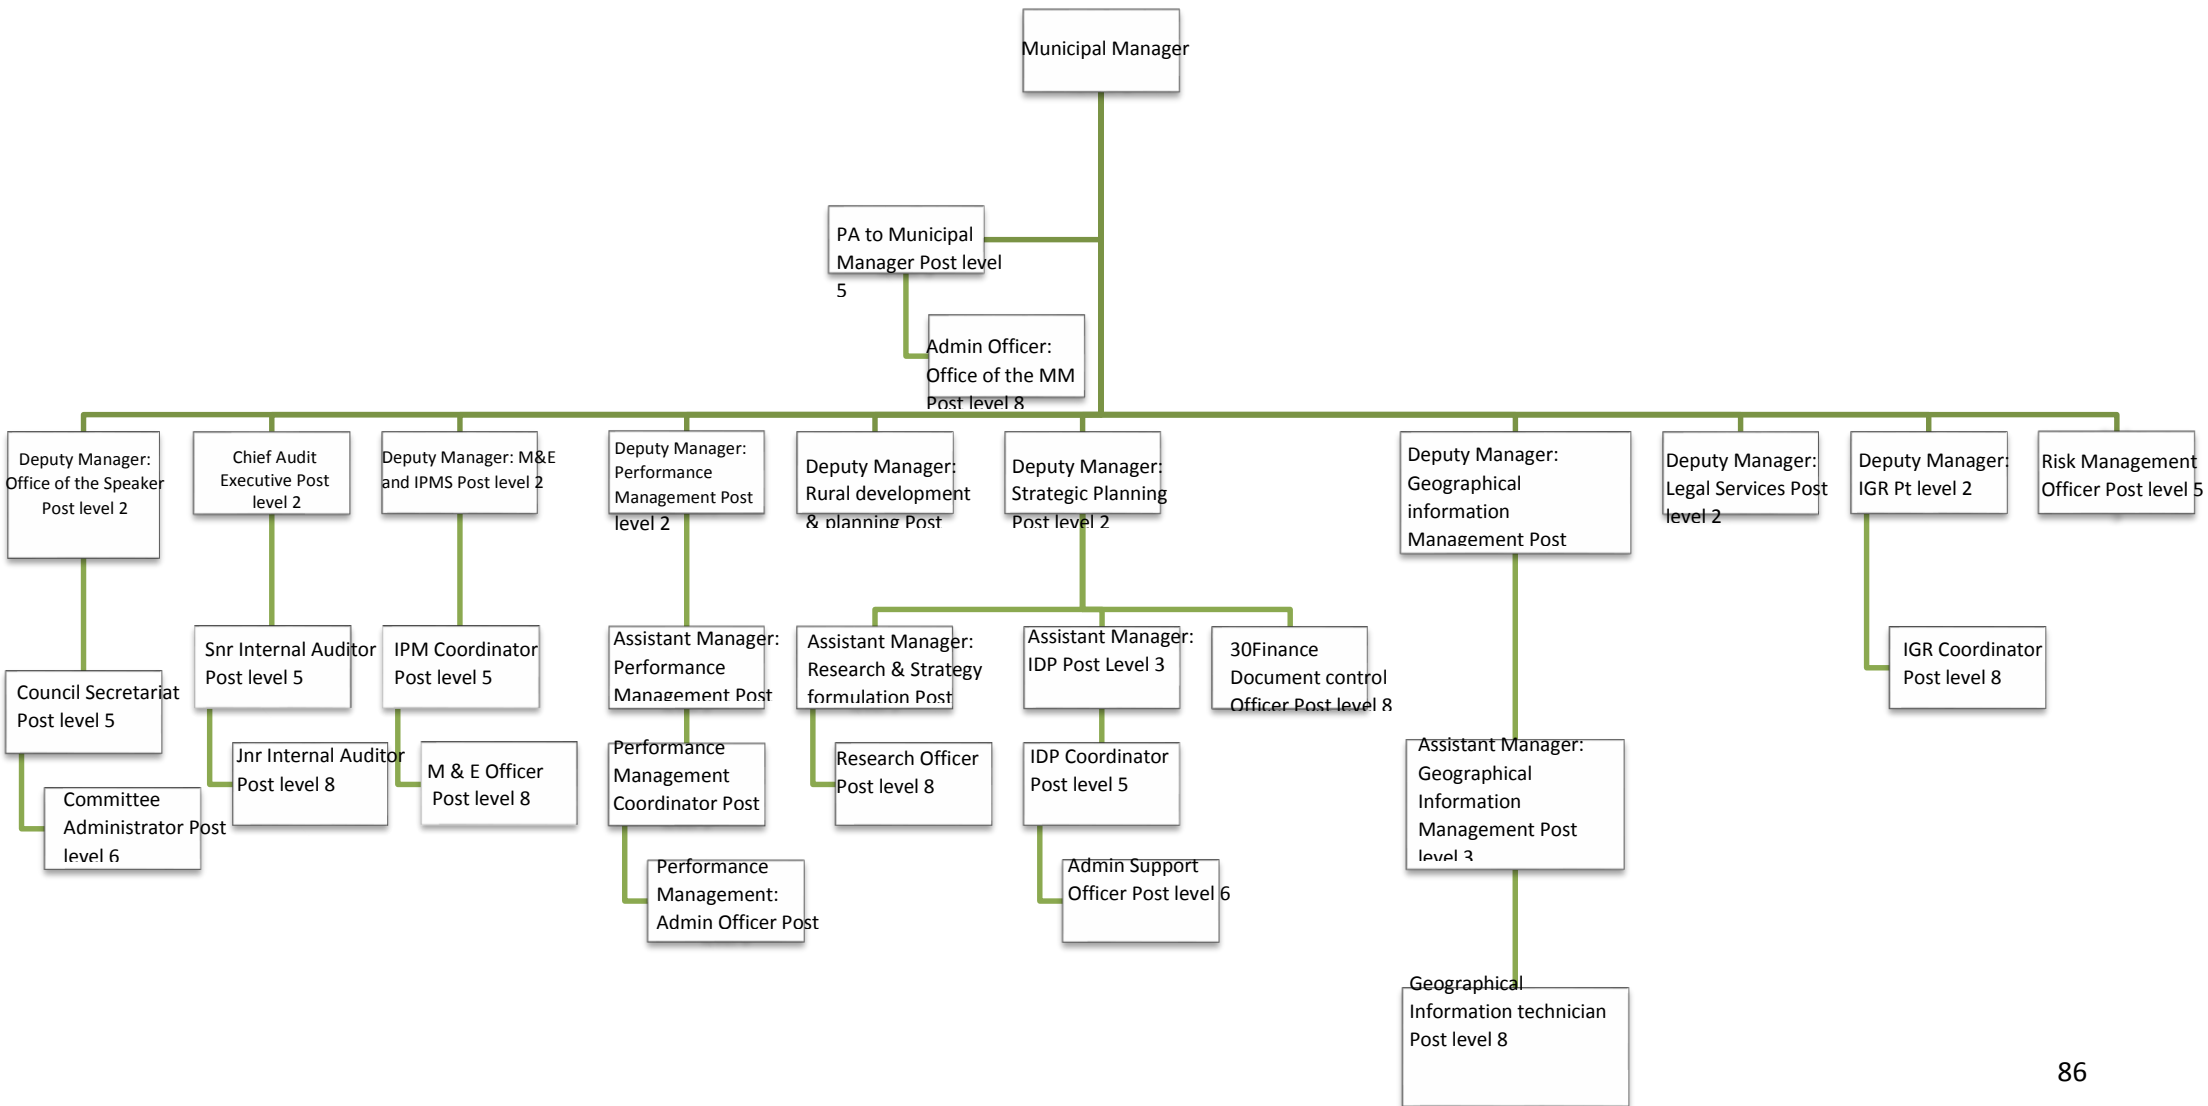 Municipal Manager
PA to Municipal
Manager Post level
5
Admin Officer:
Office of the MM
Post level 8
Deputy Manager:
Office of the Speaker
Post level 2
Chief Audit
Executive Post
level 2
Deputy Manager: M&E
and IPMS Post level 2
Deputy Manager:
Performance
Management Post
level 2
Deputy Manager:
Rural development
& planning Post
Deputy Manager:
Strategic Planning
Post level 2
Deputy Manager:
Geographical
information
Management Post
Deputy Manager:
Legal Services Post
level 2
Deputy Manager:
IGR Pt level 2
Risk Management
Officer Post level 5
Council Secretariat
Post level 5
Snr Internal Auditor
Post level 5
IPM Coordinator
Post level 5
Assistant Manager:
Performance
Management Post
Assistant Manager:
Research & Strategy
formulation Post
Assistant Manager:
IDP Post Level 3
30Finance
Document control
Officer Post level 8
IGR Coordinator
Post level 8
Committee
Administrator Post
level 6
Jnr Internal Auditor
Post level 8
M & E Officer
Post level 8
Performance
Management
Coordinator Post
Research Officer
Post level 8
IDP Coordinator
Post level 5
Assistant Manager:
Geographical
Information
Management Post
level 3
Performance
Management:
Admin Officer Post
Admin Support
Officer Post level 6
Geographical
Information technician
Post level 8
86